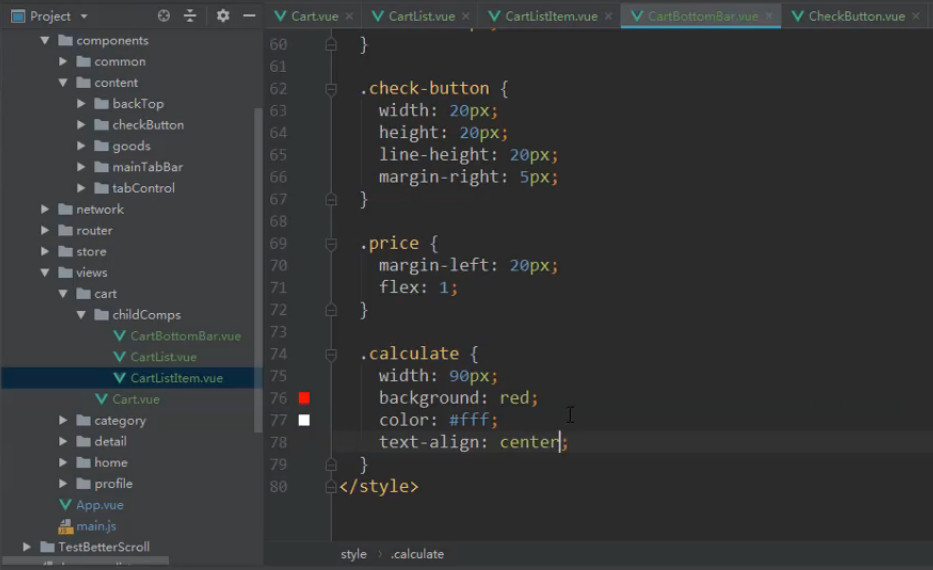 Project
Cart.vue
CartList.vue
CartListItem.vue
CartBottomBar.vue
CheckButton.vue
components
common
content
backTop
checkButton
goods
mainTabBar
tabControl
network
router
store
views
cart
childComps
CartBottomBar.vue
CartList.vue
CartListItem.vue
Cart.vue
category
detail
home
profile
App.vue
main.js
TestBetterScroll
60 }
61
62 .check-button {
63 width: 20px;
64 height: 20px;
65 line-height: 20px;
66 margin-right: 5px;
67 }
68
69 .price {
70 margin-left: 20px;
71 flex: 1;
72 }
73
74 .calculate {
75 width: 90px;
76 background: red;
77 color: #fff;
78 text-align: center;
79 }
80 </style>
style › .calculate